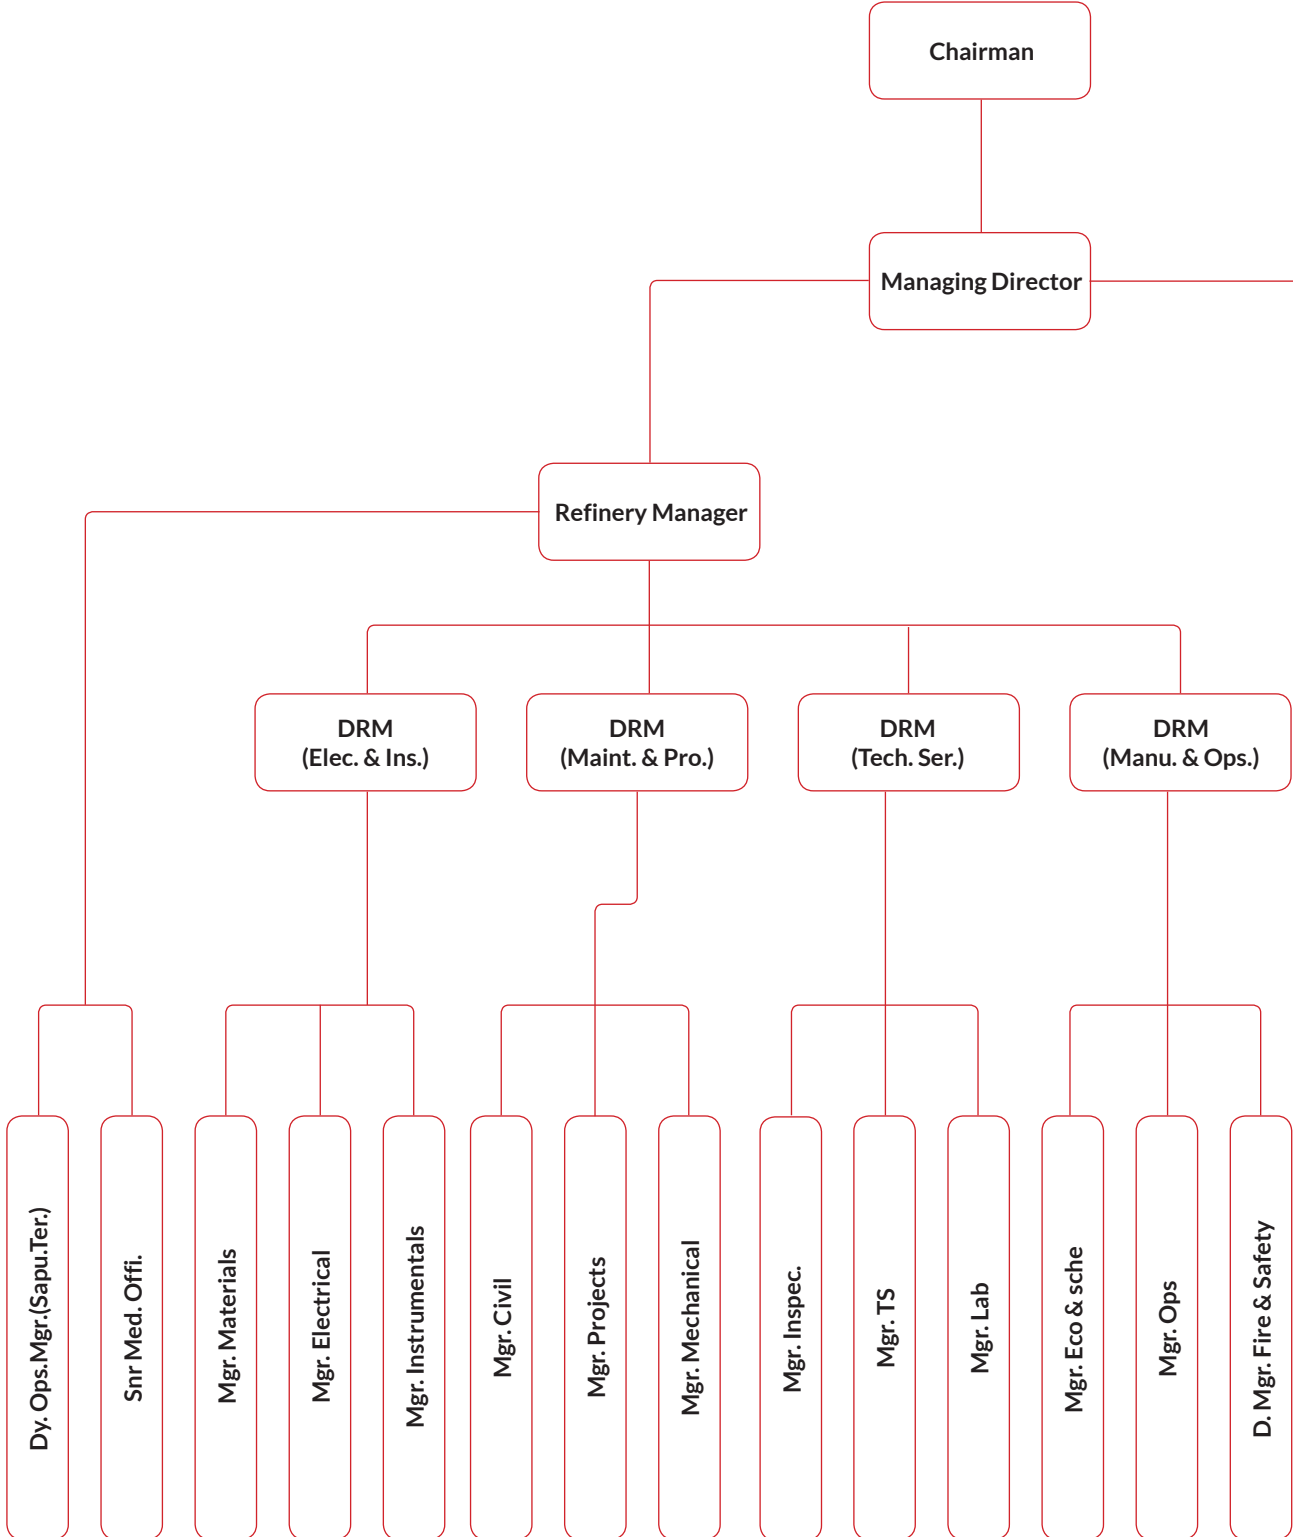 Chairman
Managing Director
Refinery Manager
DRM
(Elec. & Ins.)
DRM
(Maint. & Pro.)
DRM
(Tech. Ser.)
DRM
(Manu. & Ops.)
Dy. Ops.Mgr.(Sapu.Ter.)
Snr Med. Offi.
Mgr. Materials
Mgr. Electrical
Mgr. Instrumentals
Mgr. Civil
Mgr. Projects
Mgr. Mechanical
Mgr. Inspec.
Mgr. TS
Mgr. Lab
Mgr. Eco & sche
Mgr. Ops
D. Mgr. Fire & Safety